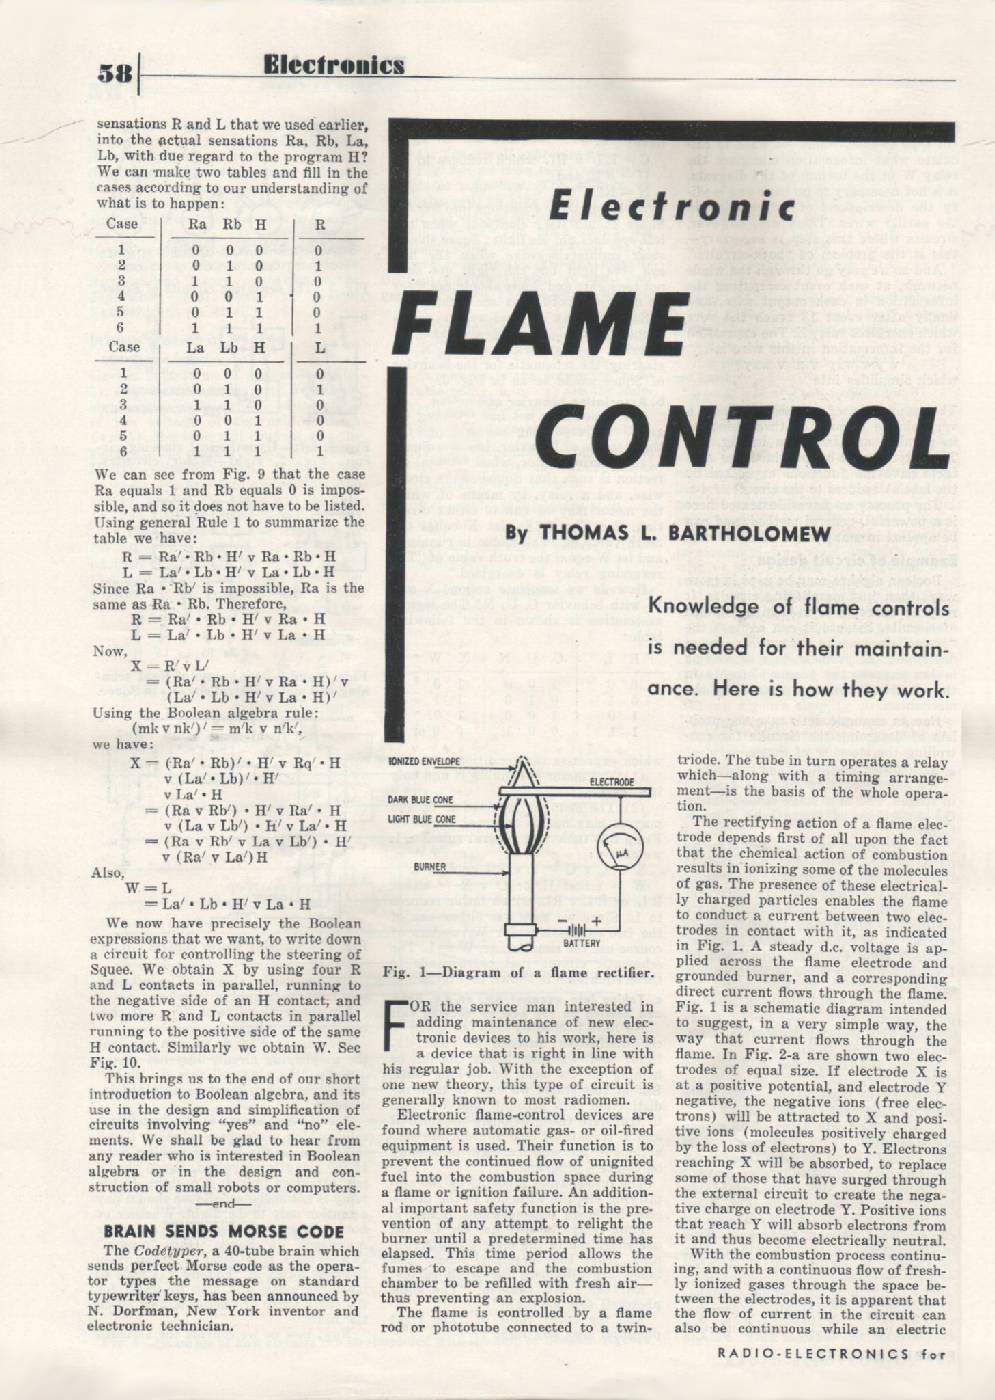 58
Electronics
sensations R and L that we used earlier,
into the actual sensations Ra, Rb, La,
Lb, with due regard to the program H?
We can make two tables and fill in the
cases according to our understanding of
what is to happen:
Case Ra Rb H R
1 0 0 0 0
2 0 1 0 1
3 1 1 0 0
4 0 0 1 0
5 0 1 1 0
6 1 1 1 1
Case La Lb H L
1 0 0 0 0
2 0 1 0 1
3 1 1 0 0
4 0 0 1 0
5 0 1 1 0
6 1 1 1 1
We can see from Fig. 9 that the case
Ra equals 1 and Rb equals 0 is impos-
sible, and so it does not have to be listed.
Using general Rule 1 to summarize the
table we have:
R = Ra′ • Rb • H′ v Ra • Rb • H
L = La′ • Lb • H′ v La • Lb • H
Since Ra • Rb′ is impossible, Ra is the
same as Ra • Rb. Therefore,
R = Ra′ • Rb • H′ v Ra • H
L = La′ • Lb • H′ v La • H
Now,
X = R′ v L′
= (Ra′ • Rb • H′ v Ra • H)′ v
(La′ • Lb • H′ v La • H)′
Using the Boolean algebra rule:
(mk v nk′)′ = m′k v n′k′,
we have:
X = (Ra′ • Rb)′ • H′ v Rq′ • H
v (La′ • Lb)′ • H′
v La′ • H
= (Ra v Rb′) • H′ v Ra′ • H
v (La v Lb′) • H′ v La′ • H
= (Ra v Rb′ v La v Lb′) • H′
v (Ra′ v La′) H
Also,
W = L
= La′ • Lb • H′ v La • H
We now have precisely the Boolean
expressions that we want, to write down
a circuit for controlling the steering of
Squee. We obtain X by using four R
and L contacts in parallel, running to
the negative side of an H contact, and
two more R and L contacts in parallel
running to the positive side of the same
H contact. Similarly we obtain W. See
Fig. 10.
This brings us to the end of our short
introduction to Boolean algebra, and its
use in the design and simplification of
circuits involving “yes” and “no” ele-
ments. We shall be glad to hear from
any reader who is interested in Boolean
algebra or in the design and con-
struction of small robots or computers.
—end—
BRAIN SENDS MORSE CODE
The Codetyper, a 40-tube brain which
sends perfect Morse code as the opera-
tor types the message on standard
typewriter keys, has been announced by
N. Dorfman, New York inventor and
electronic technician.
Electronic
FLAME
CONTROL
By THOMAS L. BARTHOLOMEW
Knowledge of flame controls
is needed for their maintain-
ance. Here is how they work.
IONIZED ENVELOPE
ELECTRODE
DARK BLUE CONE
LIGHT BLUE CONE
μA
BURNER
- +
BATTERY
Fig. 1—Diagram of a flame rectifier.
FOR the service man interested in
adding maintenance of new elec-
tronic devices to his work, here is
a device that is right in line with
his regular job. With the exception of
one new theory, this type of circuit is
generally known to most radiomen.
Electronic flame-control devices are
found where automatic gas- or oil-fired
equipment is used. Their function is to
prevent the continued flow of unignited
fuel into the combustion space during
a flame or ignition failure. An addition-
al important safety function is the pre-
vention of any attempt to relight the
burner until a predetermined time has
elapsed. This time period allows the
fumes to escape and the combustion
chamber to be refilled with fresh air—
thus preventing an explosion.
The flame is controlled by a flame
rod or phototube connected to a twin-
triode. The tube in turn operates a relay
which—along with a timing arrange-
ment—is the basis of the whole opera-
tion.
The rectifying action of a flame elec-
trode depends first of all upon the fact
that the chemical action of combustion
results in ionizing some of the molecules
of gas. The presence of these electrical-
ly charged particles enables the flame
to conduct a current between two elec-
trodes in contact with it, as indicated
in Fig. 1. A steady d.c. voltage is ap-
plied across the flame electrode and
grounded burner, and a corresponding
direct current flows through the flame.
Fig. 1 is a schematic diagram intended
to suggest, in a very simple way, the
way that current flows through the
flame. In Fig. 2-a are shown two elec-
trodes of equal size. If electrode X is
at a positive potential, and electrode Y
negative, the negative ions (free elec-
trons) will be attracted to X and posi-
tive ions (molecules positively charged
by the loss of electrons) to Y. Electrons
reaching X will be absorbed, to replace
some of those that have surged through
the external circuit to create the nega-
tive charge on electrode Y. Positive ions
that reach Y will absorb electrons from
it and thus become electrically neutral.
With the combustion process continu-
ing, and with a continuous flow of fresh-
ly ionized gases through the space be-
tween the electrodes, it is apparent that
the flow of current in the circuit can
also be continuous while an electric
RADIO-ELECTRONICS for